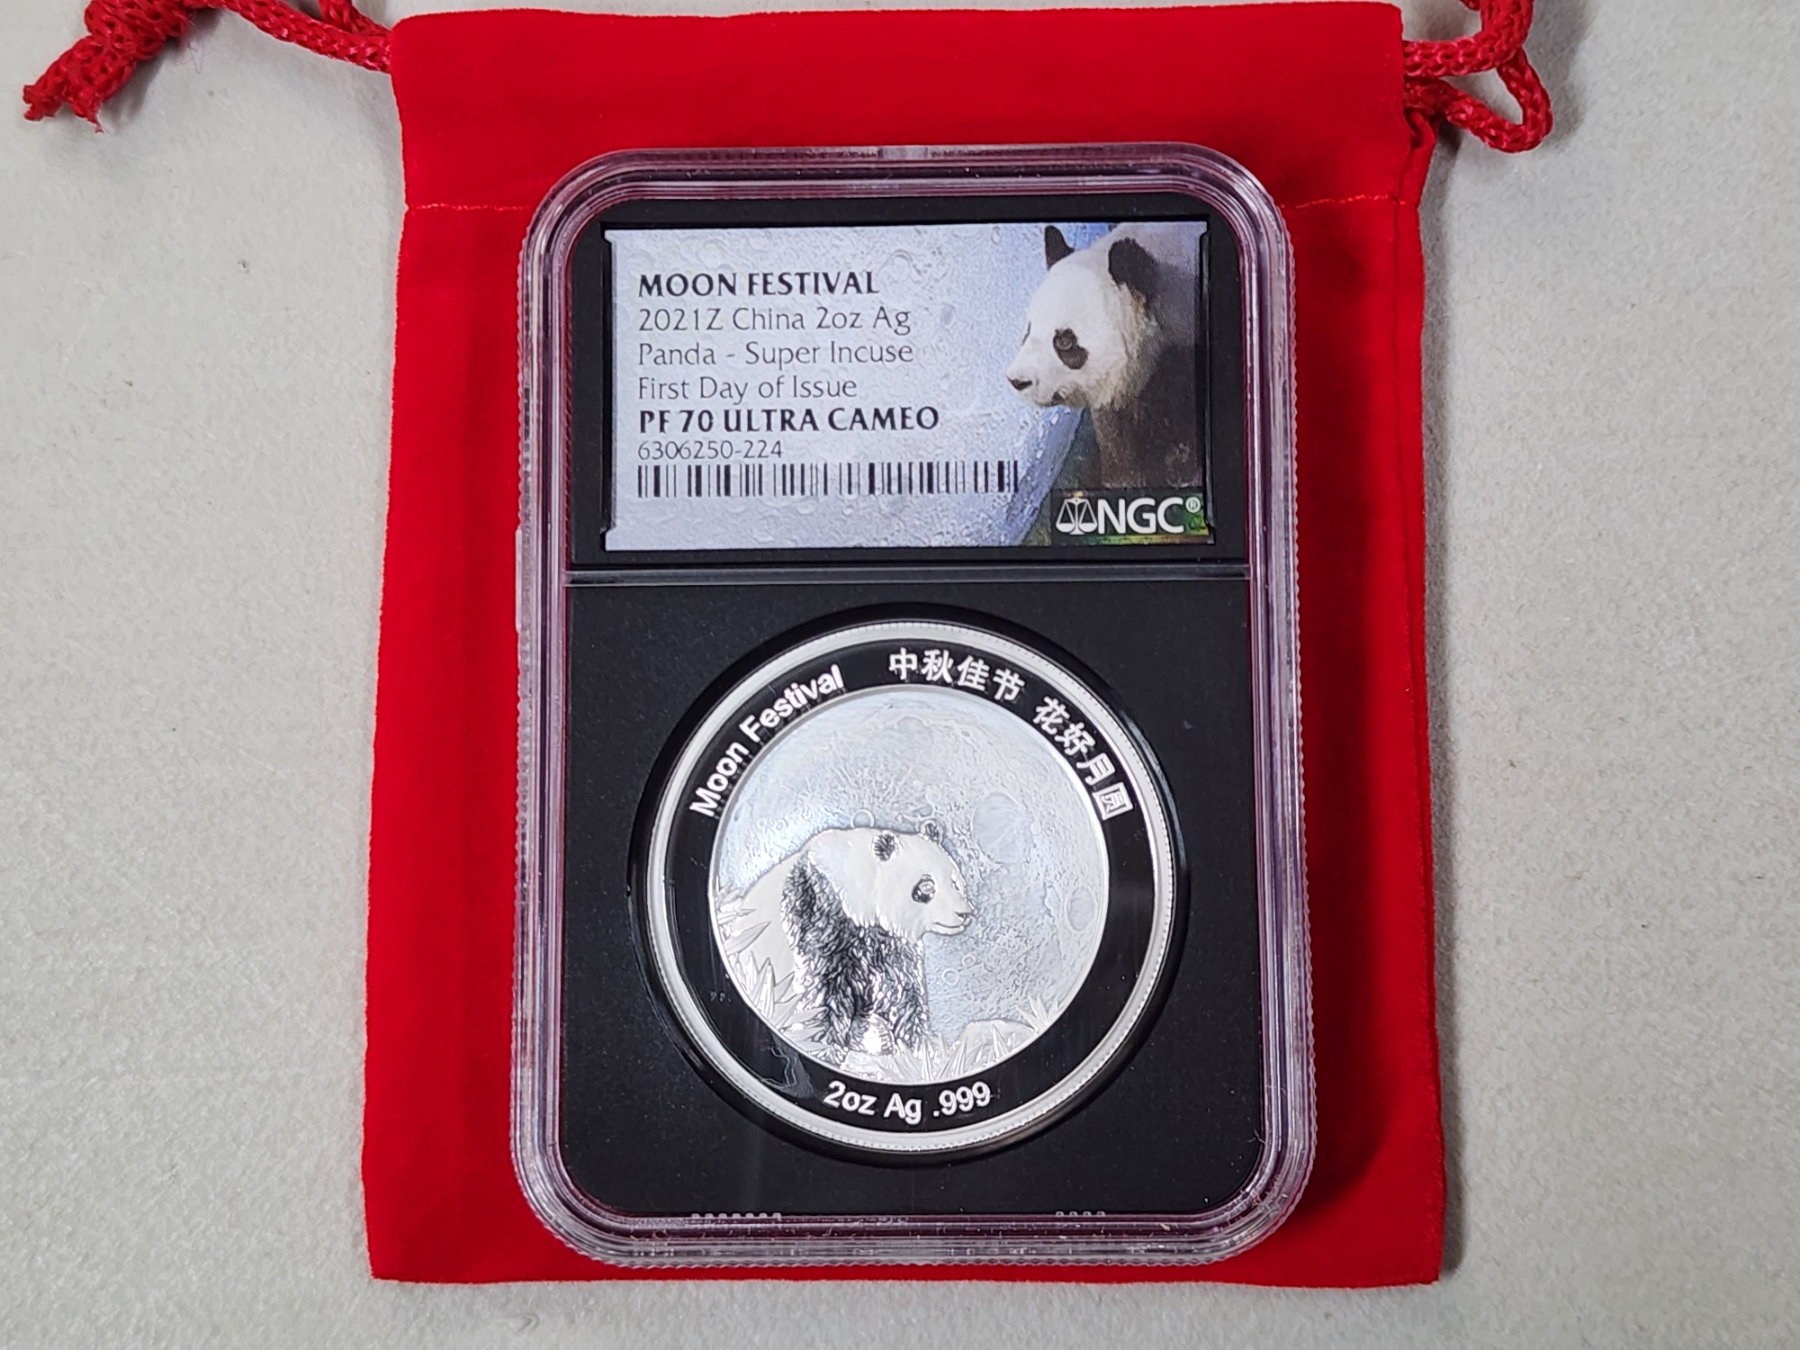 MOON FESTIVAL
2021Z China 2oz Ag
Panda - Super Incuse
First Day of Issue
PF 70 ULTRA CAMEO
6306250-224
NGC®
Moon Festival 中秋佳节 花好月圆
2oz Ag .999